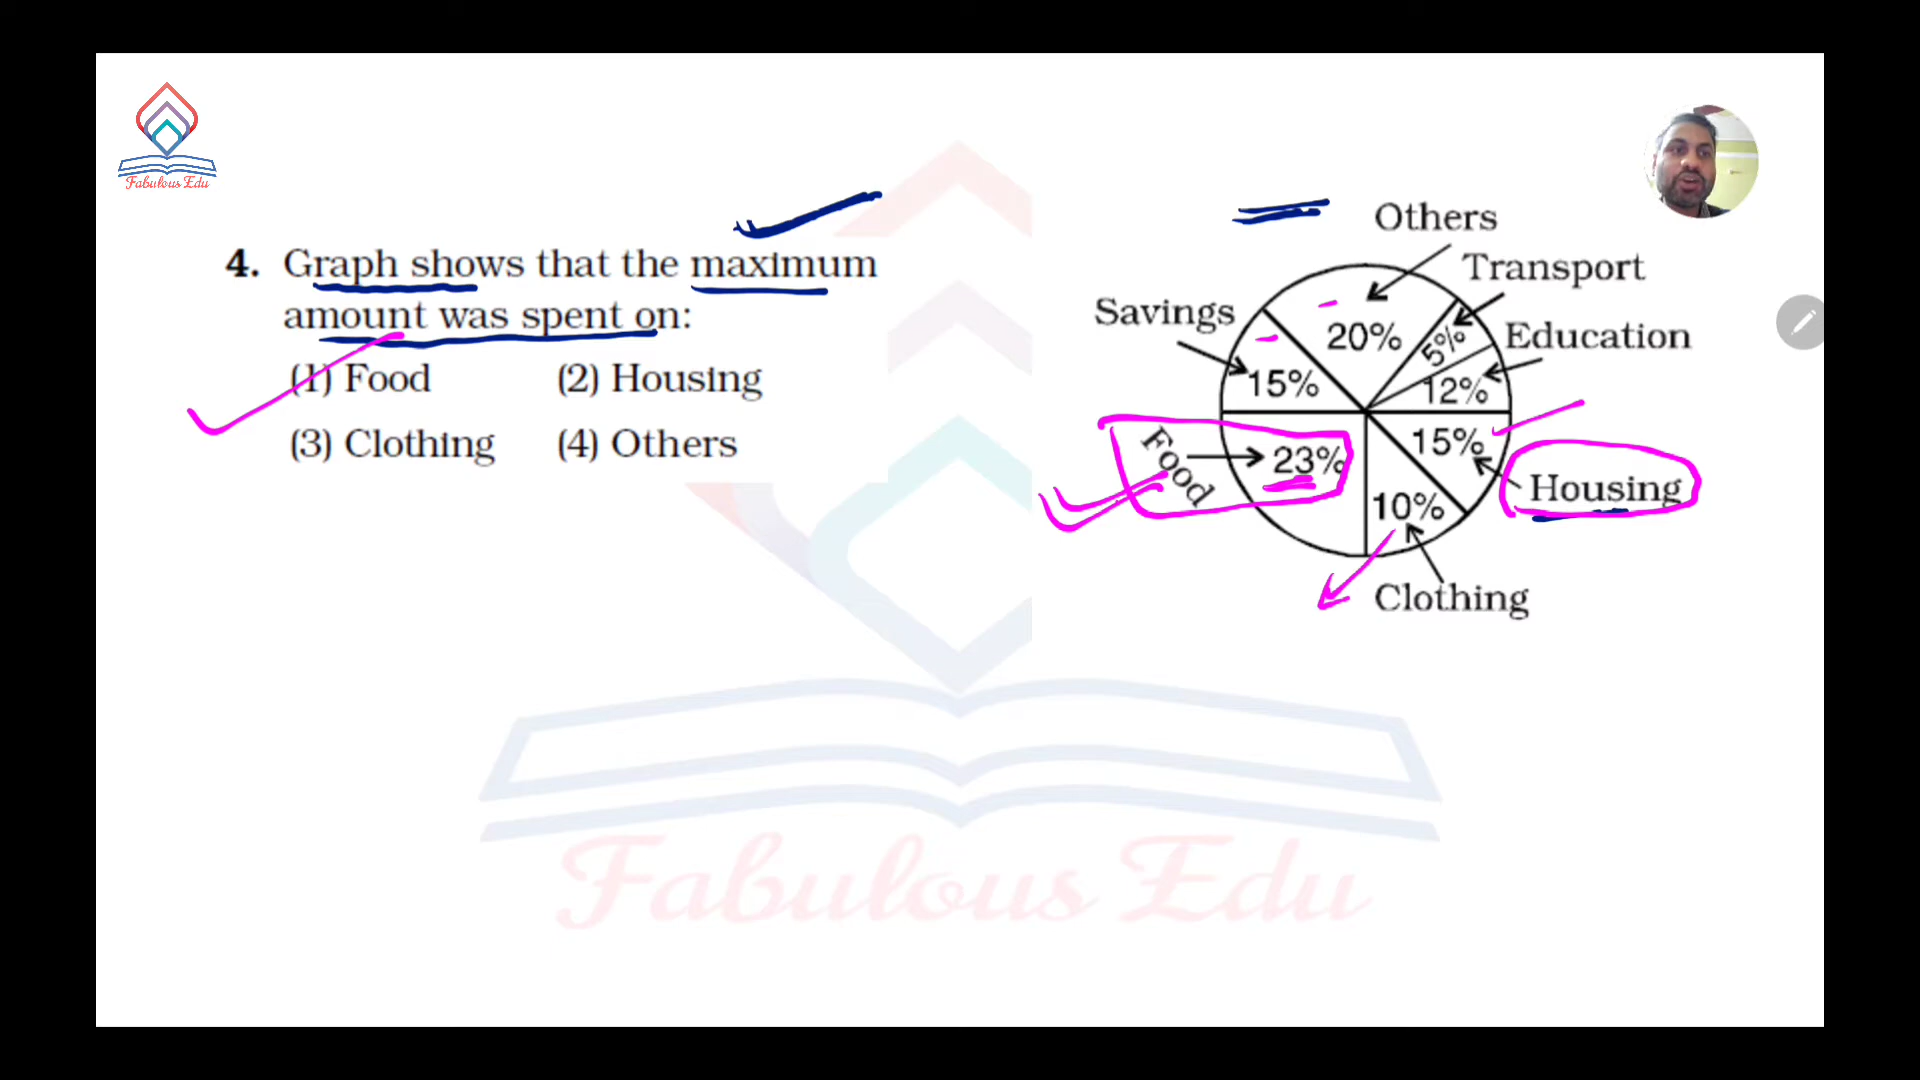 Fabulous Edu
4. Graph shows that the maximum
amount was spent on:
(1) Food (2) Housing
(3) Clothing (4) Others
Others
Transport
Savings
Education
20%
5%
15%
12%
Food
23%
15%
Housing
10%
Clothing
Fabulous Edu